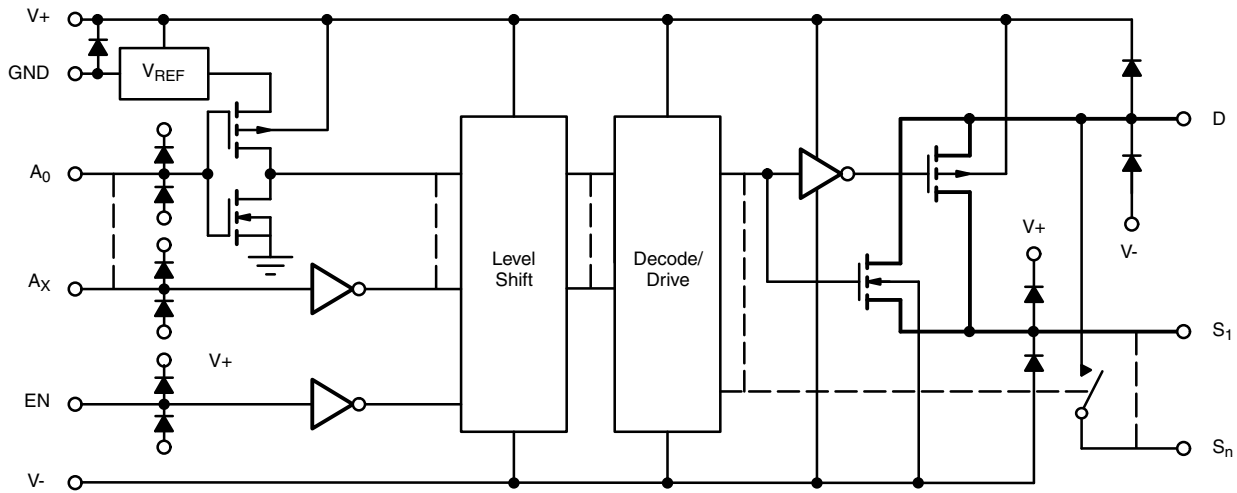 V+
GND
VREF
D
A0
V+
Level
Shift
Decode/
Drive
V-
AX
S1
V+
EN
Sn
V-